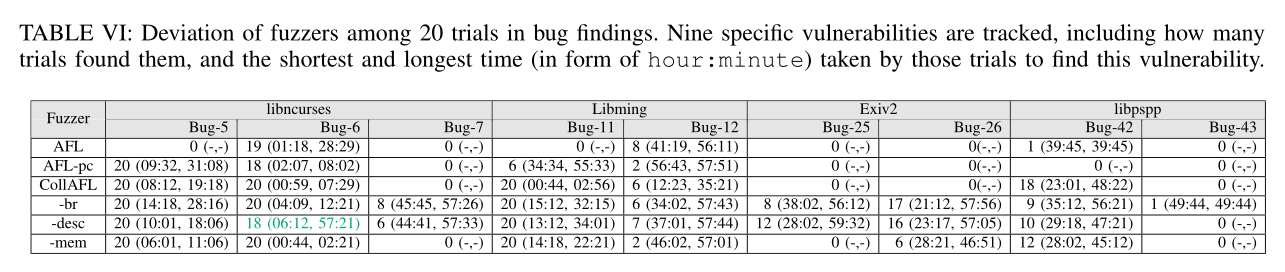 TABLE VI: Deviation of fuzzers among 20 trials in bug findings. Nine specific vulnerabilities are tracked, including how many
trials found them, and the shortest and longest time (in form of hour:minute) taken by those trials to find this vulnerability.
Fuzzer libncurses Libming Exiv2 libpspp
Bug-5 Bug-6 Bug-7 Bug-11 Bug-12 Bug-25 Bug-26 Bug-42 Bug-43
AFL 0 (-,-) 19 (01:18, 28:29) 0 (-,-) 0 (-,-) 8 (41:19, 56:11) 0 (-,-) 0(-,-) 1 (39:45, 39:45) 0 (-,-)
AFL-pc 20 (09:32, 31:08) 18 (02:07, 08:02) 0 (-,-) 6 (34:34, 55:33) 2 (56:43, 57:51) 0 (-,-) 0(-,-) 0 (-,-) 0 (-,-)
CollAFL 20 (08:12, 19:18) 20 (00:59, 07:29) 0 (-,-) 20 (00:44, 02:56) 6 (12:23, 35:21) 0 (-,-) 0(-,-) 18 (23:01, 48:22) 0 (-,-)
-br 20 (14:18, 28:16) 20 (04:09, 12:21) 8 (45:45, 57:26) 20 (15:12, 32:15) 6 (34:02, 57:43) 8 (38:02, 56:12) 17 (21:12, 57:56) 9 (35:12, 56:21) 1 (49:44, 49:44)
-desc 20 (10:01, 18:06) 18 (06:12, 57:21) 6 (44:41, 57:33) 20 (13:12, 34:01) 7 (37:01, 57:44) 12 (28:02, 59:32) 16 (23:17, 57:05) 10 (29:18, 47:21) 0 (-,-)
-mem 20 (06:01, 11:06) 20 (00:44, 02:21) 0 (-,-) 20 (14:18, 22:21) 2 (46:02, 57:01) 0 (-,-) 6 (28:21, 46:51) 12 (28:02, 45:12) 0 (-,-)